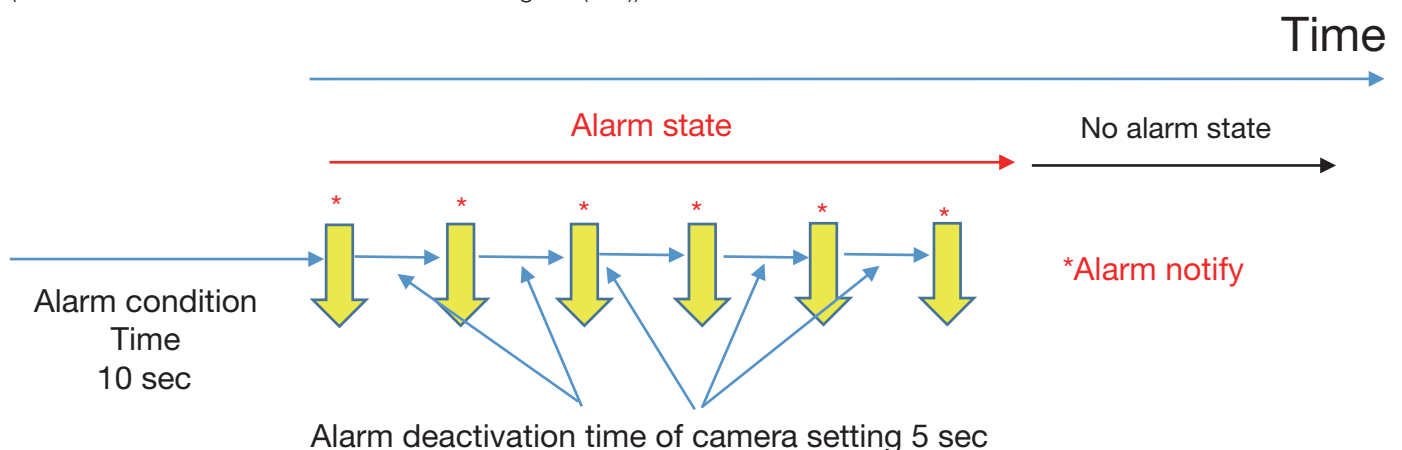 Time
Alarm state
No alarm state
* * * * * *
*Alarm notify
Alarm condition
Time
10 sec
Alarm deactivation time of camera setting 5 sec